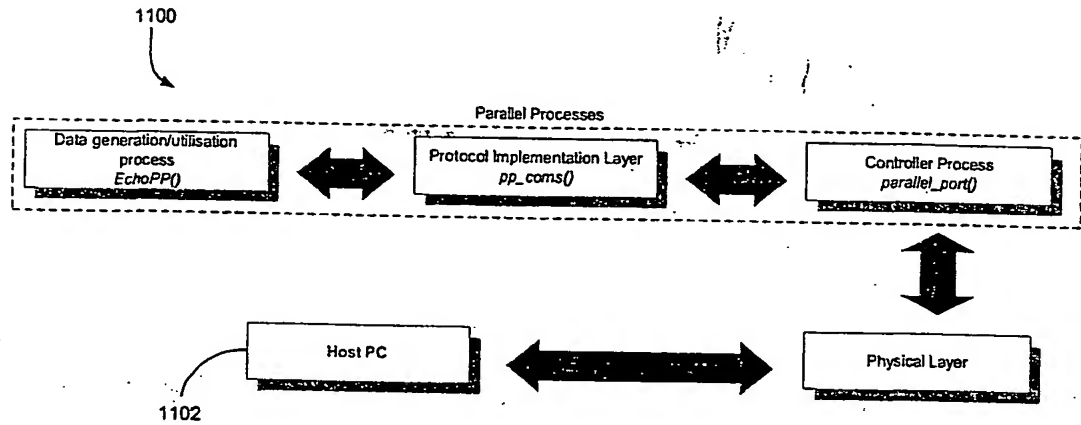 1100
Parallel Processes
Data generation/utilisation
process
EchoPP()
Protocol Implementation Layer
pp_coms()
Controller Process
parallel_port()
Host PC
Physical Layer
1102